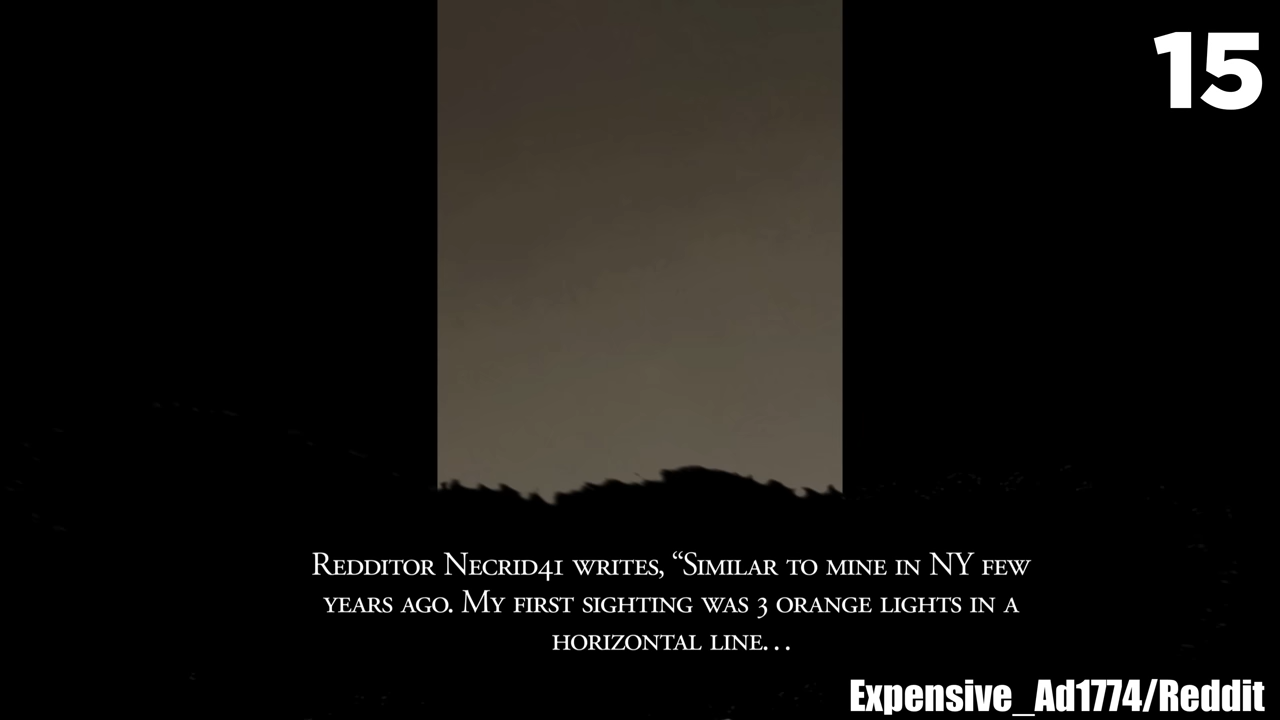 15
Redditor Necrid41 writes, “Similar to mine in NY few
years ago. My first sighting was 3 orange lights in a
horizontal line...
Expensive_Ad1774/Reddit